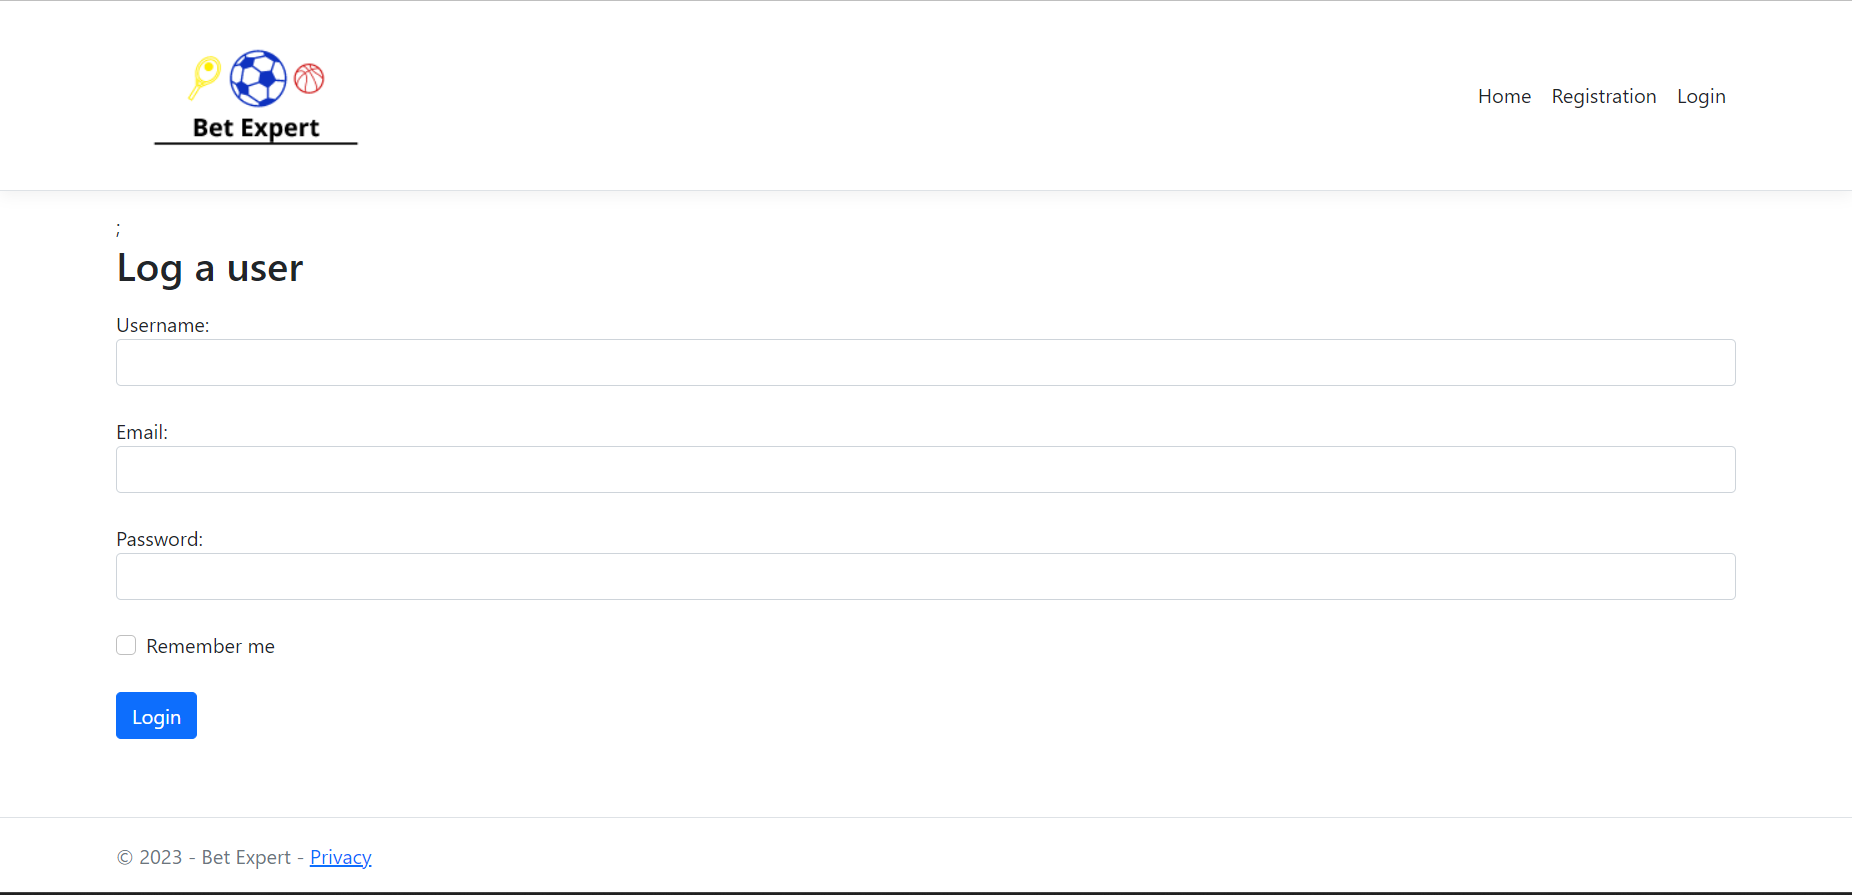 Bet Expert
Home Registration Login
;
Log a user
Username:
Email:
Password:
Remember me
Login
© 2023 - Bet Expert - Privacy